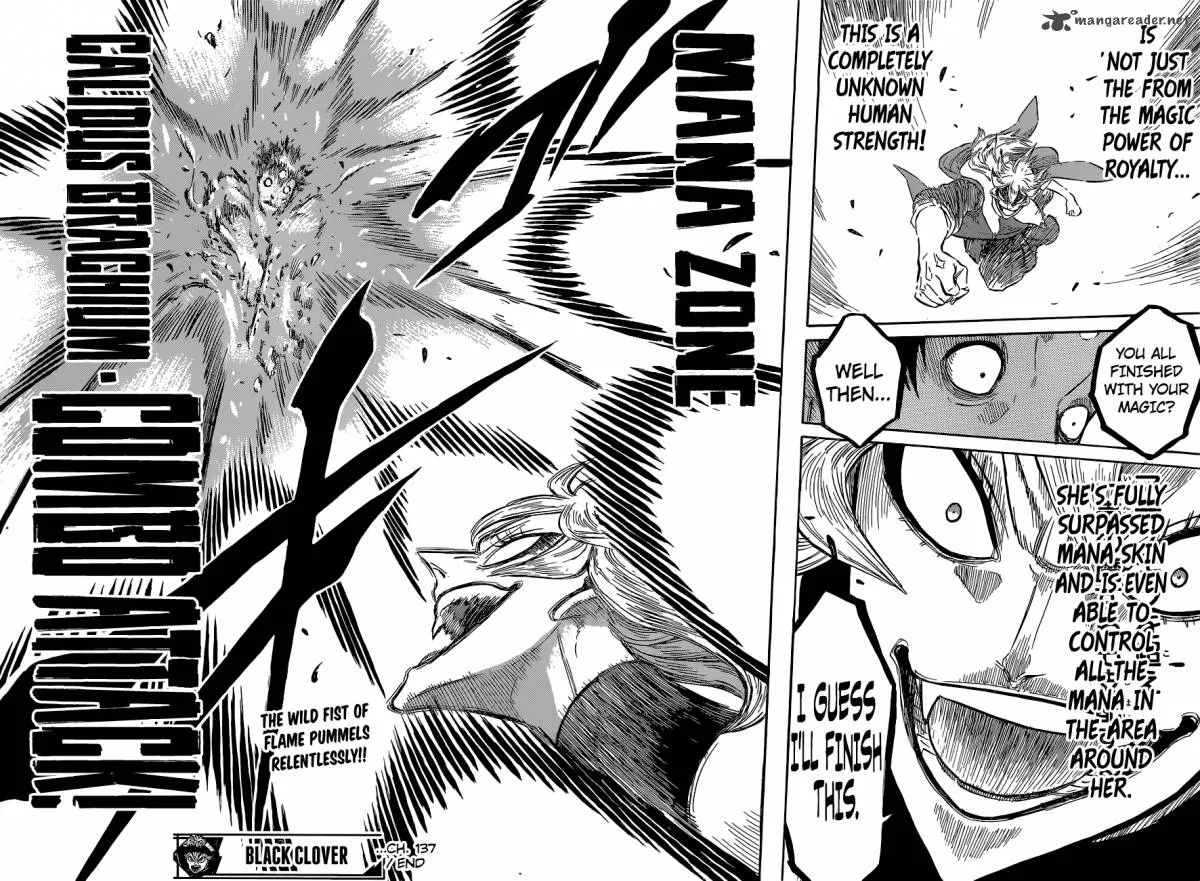 mangareader.net
IS
'NOT JUST
THE FROM
THE MAGIC
POWER OF
ROYALTY...
THIS IS A
COMPLETELY
UNKNOWN
HUMAN
STRENGTH!
YOU ALL
FINISHED
WITH YOUR
MAGIC?
WELL
THEN...
SHE'S FULLY
SURPASSED
MANA SKIN
AND IS EVEN
ABLE TO
CONTROL
ALL THE
MANA IN
THE AREA
AROUND
HER.
I GUESS
I'LL FINISH
THIS.
MANA ZONE
CALIDUS BRACHIUM -
COMBO ATTACK!
THE WILD FIST OF
FLAME PUMMELS
RELENTLESSLY!!
BLACK CLOVER
...CH. 137
// END